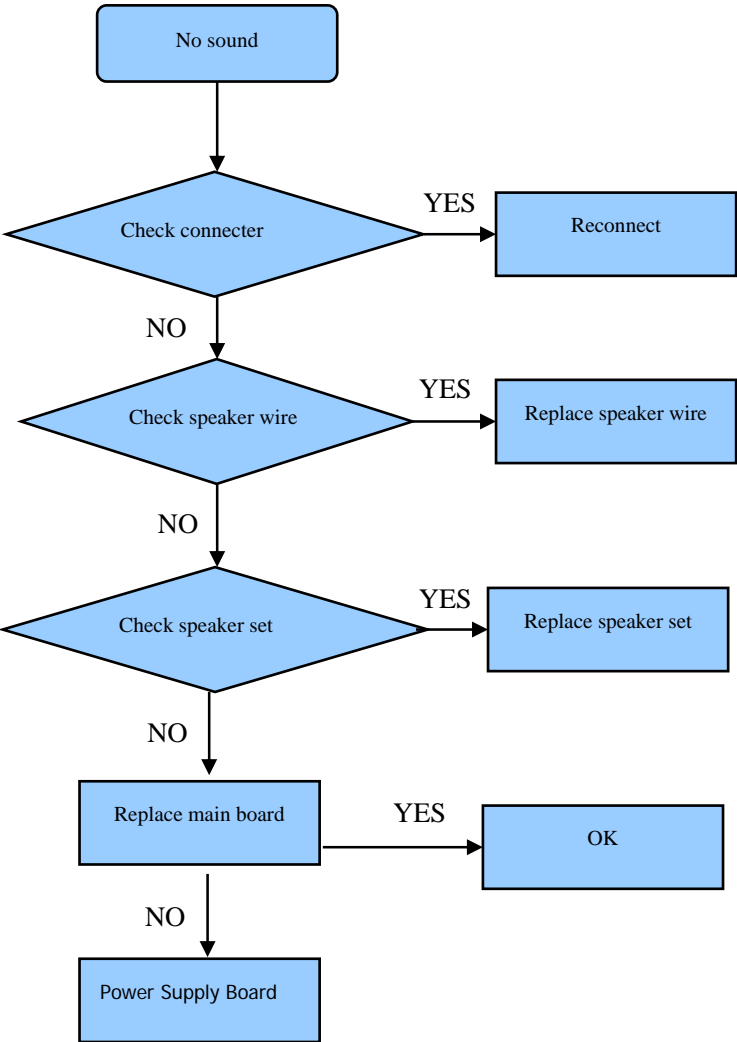 No sound
Check connecter
YES
Reconnect
NO
Check speaker wire
YES
Replace speaker wire
NO
Check speaker set
YES
Replace speaker set
NO
Replace main board
YES
OK
NO
Power Supply Board